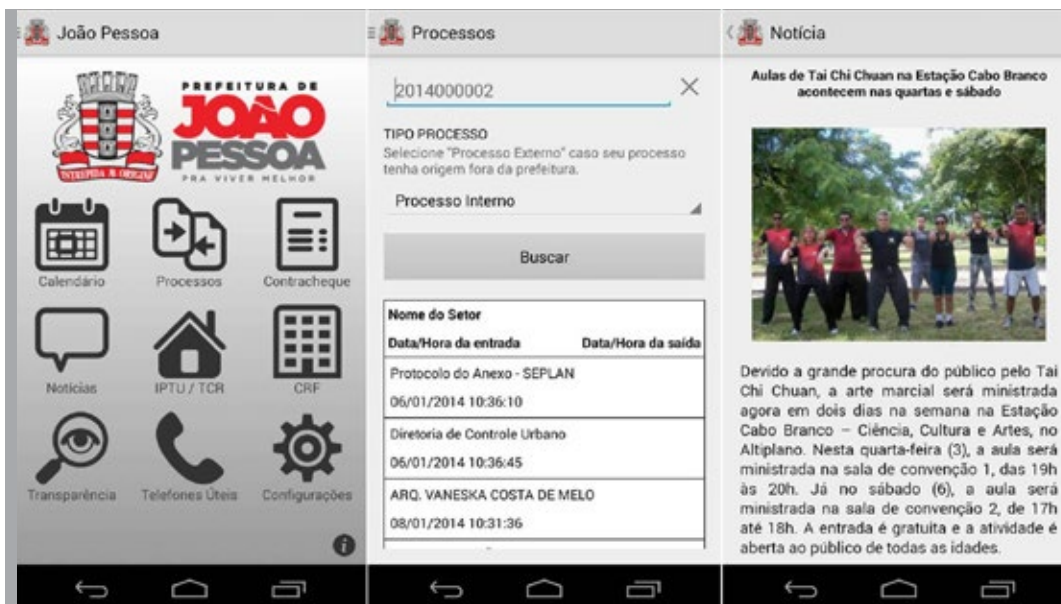 João Pessoa
PREFEITURA DE
JOÃO
PESSOA
PRA VIVER MELHOR
INTREPIDA AB ORIGINE
Calendário
Processos
Contracheque
Notícias
IPTU / TCR
CRF
Transparência
Telefones Úteis
Configurações
i
Processos
2014000002
TIPO PROCESSO
Selecione "Processo Externo" caso seu processo
tenha origem fora da prefeitura.
Processo Interno
Buscar
Nome do Setor
Data/Hora da entrada Data/Hora da saída
Protocolo do Anexo - SEPLAN
06/01/2014 10:36:10
Diretoria de Controle Urbano
06/01/2014 10:36:45
ARQ. VANESKA COSTA DE MELO
08/01/2014 10:31:36
Notícia
Aulas de Tai Chi Chuan na Estação Cabo Branco
acontecem nas quartas e sábado
Devido a grande procura do público pelo Tai
Chi Chuan, a arte marcial será ministrada
agora em dois dias na semana na Estação
Cabo Branco – Ciência, Cultura e Artes, no
Altiplano. Nesta quarta-feira (3), a aula será
ministrada na sala de convenção 1, das 19h
às 20h. Já no sábado (6), a aula será
ministrada na sala de convenção 2, de 17h
até 18h. A entrada é gratuita e a atividade é
aberta ao público de todas as idades.